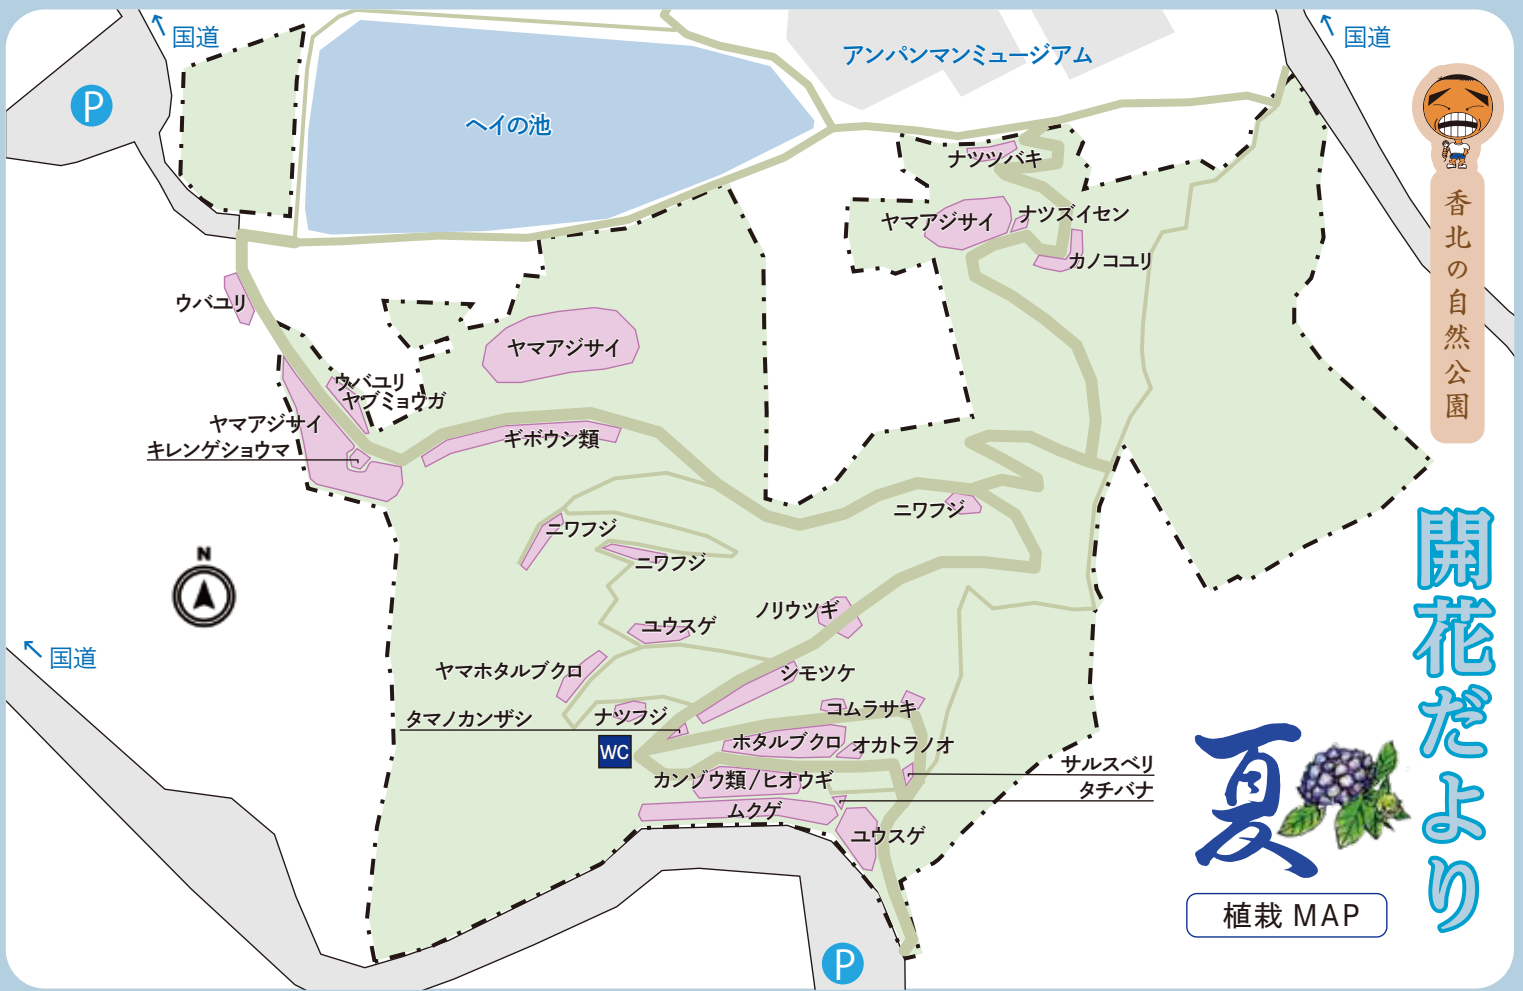 国道
アンパンマンミュージアム
国道
P
ヘイの池
ナツツバキ
ヤマアジサイ
ナツズイセン
カノコユリ
ウバユリ
ヤマアジサイ
ウバユリ
ヤブミョウガ
ヤマアジサイ
キレンゲショウマ
ギボウシ類
ニワフジ
ニワフジ
ニワフジ
N
ノリウツギ
ユウスゲ
国道
ヤマホタルブクロ
シモツケ
タマノカンザシ
ナツフジ
コムラサキ
WC
ホタルブクロ
オカトラノオ
サルスベリ
カンゾウ類/ヒオウギ
タチバナ
ムクゲ
ユウスゲ
P
香北の自然公園
開花だより
夏
植栽 MAP